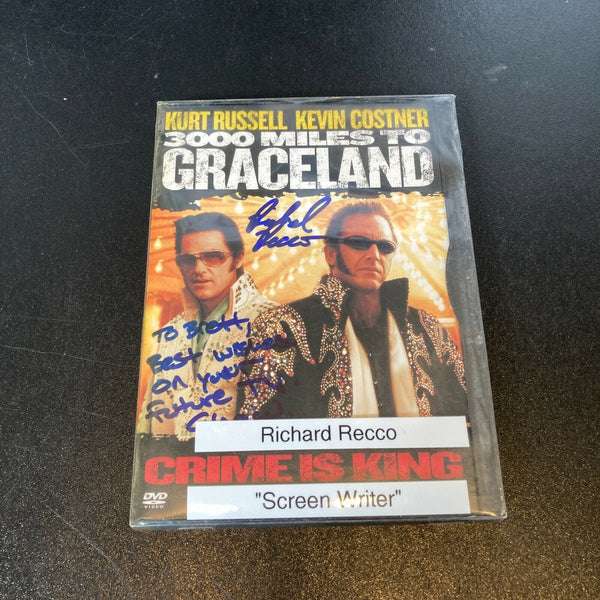 KURT RUSSELL KEVIN COSTNER
3000 MILES TO
GRACELAND
Richard
Recco
To Brett,
Best wishes
on your
future TV
Richard Recco
CRIME IS KING
DVD
VIDEO
"Screen Writer"